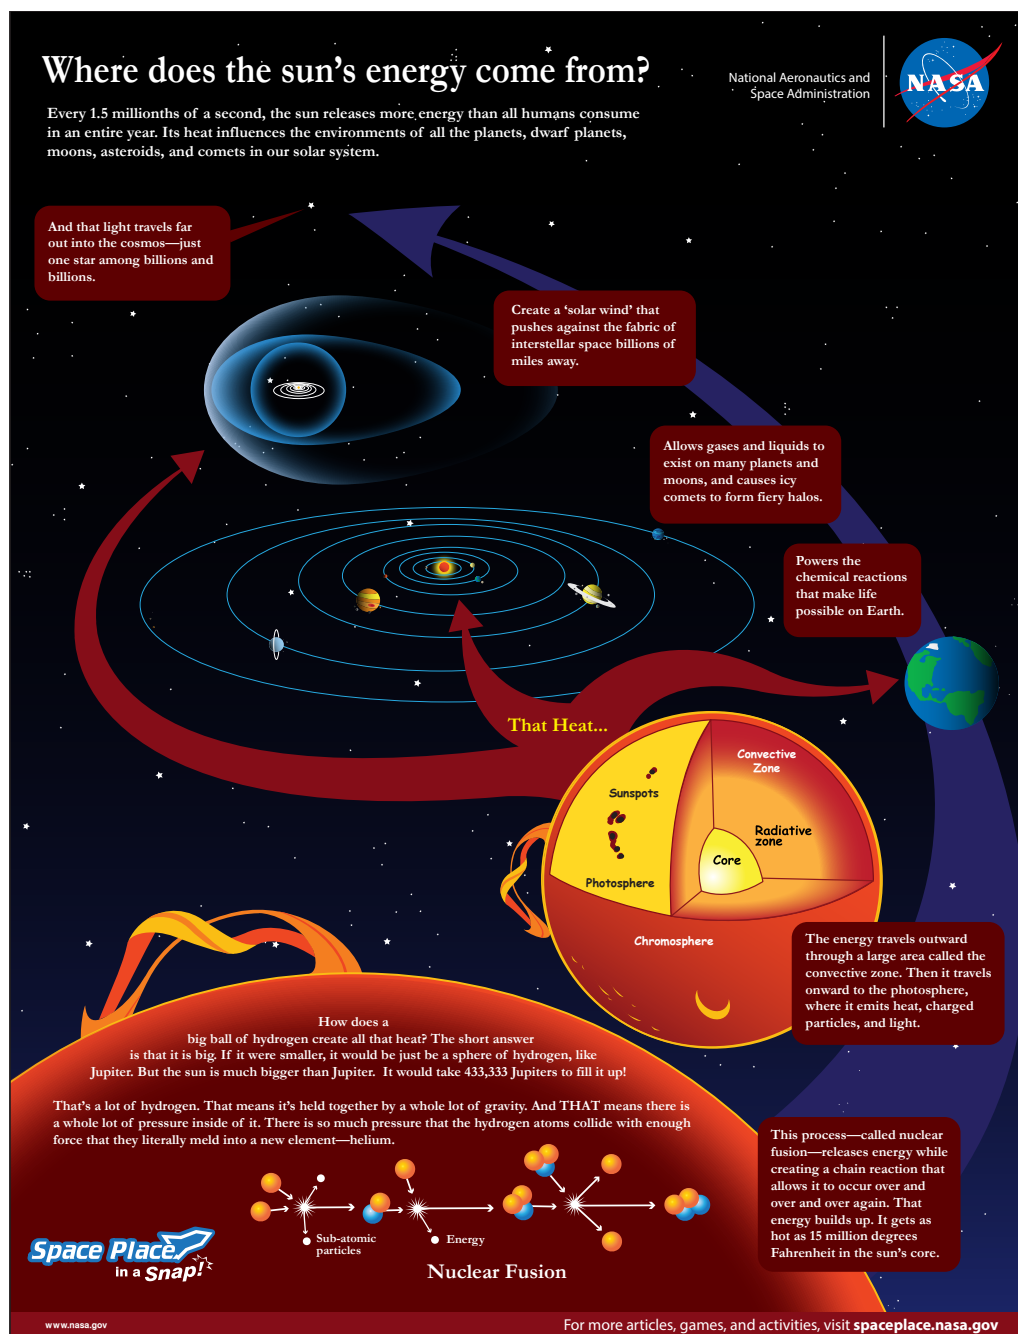 Where does the sun's energy come from?
National Aeronautics and
Space Administration
NASA
Every 1.5 millionths of a second, the sun releases more energy than all humans consume
in an entire year. Its heat influences the environments of all the planets, dwarf planets,
moons, asteroids, and comets in our solar system.
And that light travels far
out into the cosmos—just
one star among billions and
billions.
Create a ‘solar wind’ that
pushes against the fabric of
interstellar space billions of
miles away.
Allows gases and liquids to
exist on many planets and
moons, and causes icy
comets to form fiery halos.
Powers the
chemical reactions
that make life
possible on Earth.
That Heat...
Convective
Zone
Sunspots
Radiative
zone
Core
Photosphere
Chromosphere
The energy travels outward
through a large area called the
convective zone. Then it travels
onward to the photosphere,
where it emits heat, charged
particles, and light.
How does a
big ball of hydrogen create all that heat? The short answer
is that it is big. If it were smaller, it would be just be a sphere of hydrogen, like
Jupiter. But the sun is much bigger than Jupiter. It would take 433,333 Jupiters to fill it up!
That's a lot of hydrogen. That means it's held together by a whole lot of gravity. And THAT means there is
a whole lot of pressure inside of it. There is so much pressure that the hydrogen atoms collide with enough
force that they literally meld into a new element—helium.
This process—called nuclear
fusion—releases energy while
creating a chain reaction that
allows it to occur over and
over and over again. That
energy builds up. It gets as
hot as 15 million degrees
Fahrenheit in the sun's core.
Sub-atomic
particles
Energy
Nuclear Fusion
Space Place
in a Snap!
www.nasa.gov
For more articles, games, and activities, visit spaceplace.nasa.gov